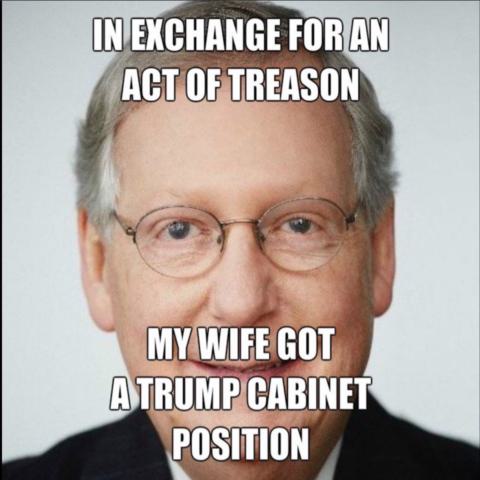 IN EXCHANGE FOR AN
ACT OF TREASON
MY WIFE GOT
A TRUMP CABINET
POSITION